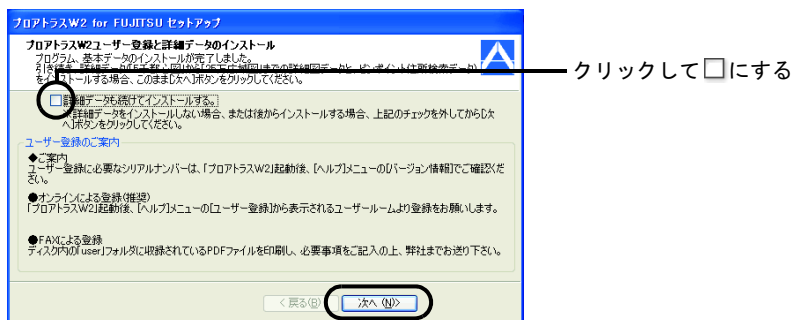 プロアトラスW2 for FUJITSU セットアップ
プロアトラスW2ユーザー登録と詳細データのインストール
プログラム、基本データのインストールが完了しました。
引き続き、詳細データ
をインストールする場合、このまま[次へ]ボタンをクリックしてください。
クリックして□にする
詳細データも続けてインストールする。
※詳細データをインストールしない場合、または後からインストールする場合、上記のチェックを外してから[次
へ]ボタンをクリックしてください。
ユーザー登録のご案内
◆ご案内
ユーザー登録に必要なシリアルナンバーは、「プロアトラスW2」起動後、[ヘルプ]メニューの[バージョン情報]でご確認くだ
さい。
●オンラインによる登録(推奨)
「プロアトラスW2」起動後、[ヘルプ]メニューの[ユーザー登録]から表示されるユーザールームより登録をお願いします。
●FAXによる登録
ディスク内の「user」フォルダに収録されているPDFファイルを印刷し、必要事項をご記入の上、弊社までお送り下さい。
< 戻る(B)
次へ (N)>